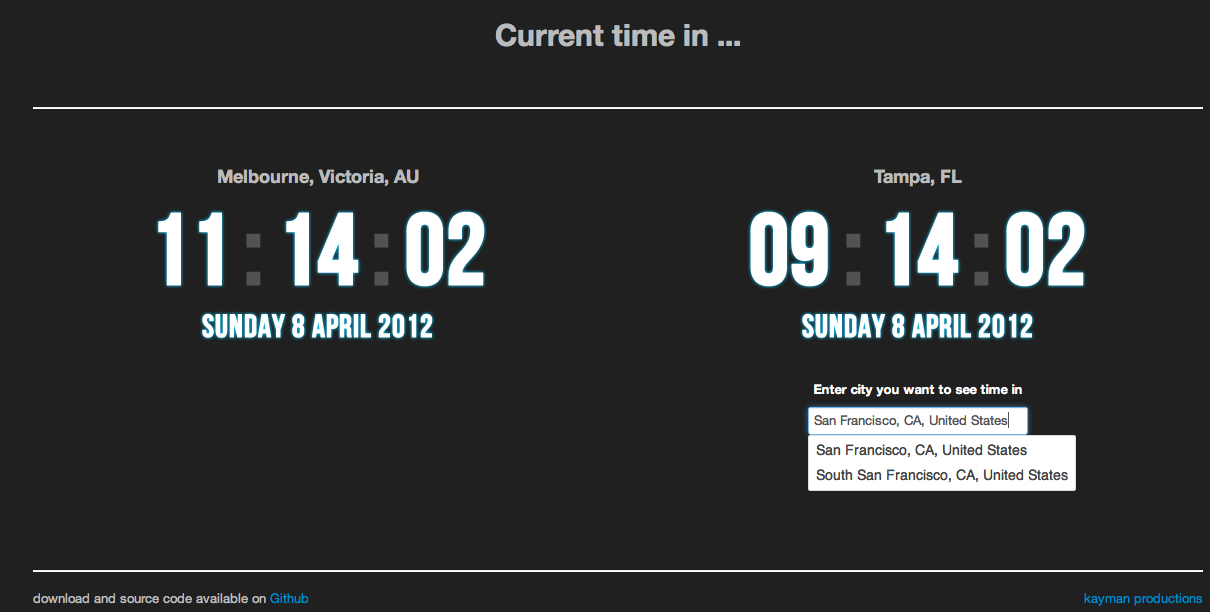 Current time in ...
Melbourne, Victoria, AU
11:14:02
SUNDAY 8 APRIL 2012
Tampa, FL
09:14:02
SUNDAY 8 APRIL 2012
Enter city you want to see time in
San Francisco, CA, United States
San Francisco, CA, United States
South San Francisco, CA, United States
download and source code available on Github
kayman productions